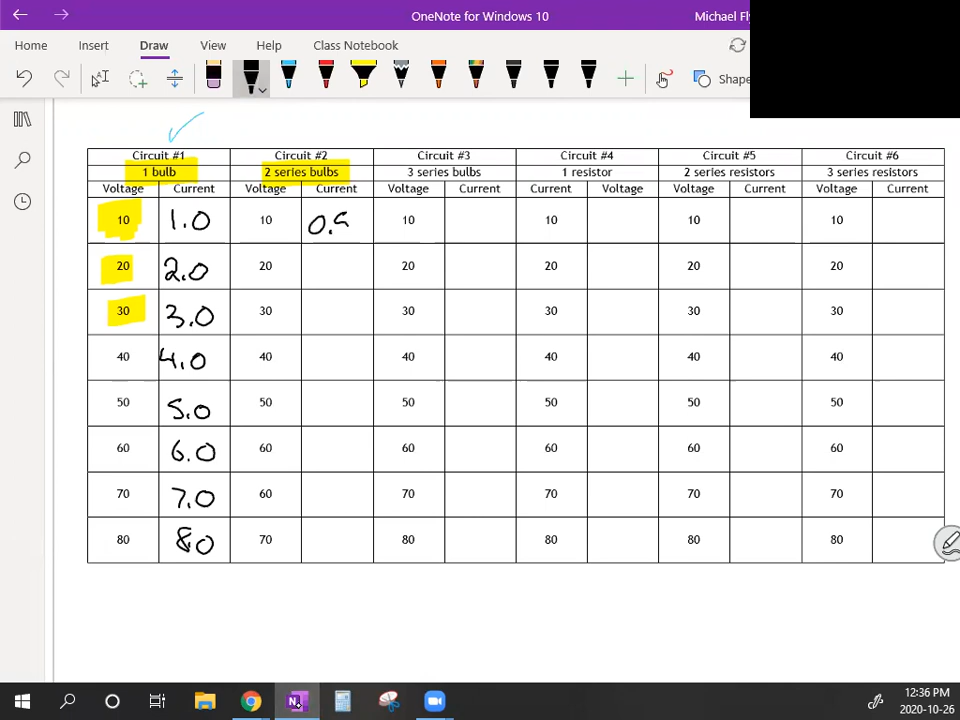 OneNote for Windows 10
Michael Fl
Home Insert Draw View Help Class Notebook
Shape
Circuit #1 Circuit #2 Circuit #3 Circuit #4 Circuit #5 Circuit #6
1 bulb 2 series bulbs 3 series bulbs 1 resistor 2 series resistors 3 series resistors
Voltage Current Voltage Current Voltage Current Current Voltage Voltage Current Voltage Current
10 1.0 10 10 10 10 10
20 2.0 20 20 20 20 20
30 3.0 30 30 30 30 30
40 4.0 40 40 40 40 40
50 5.0 50 50 50 50 50
60 6.0 60 60 60 60 60
70 7.0 60 70 70 70 70
80 8.0 70 80 80 80 80
12:36 PM
2020-10-26